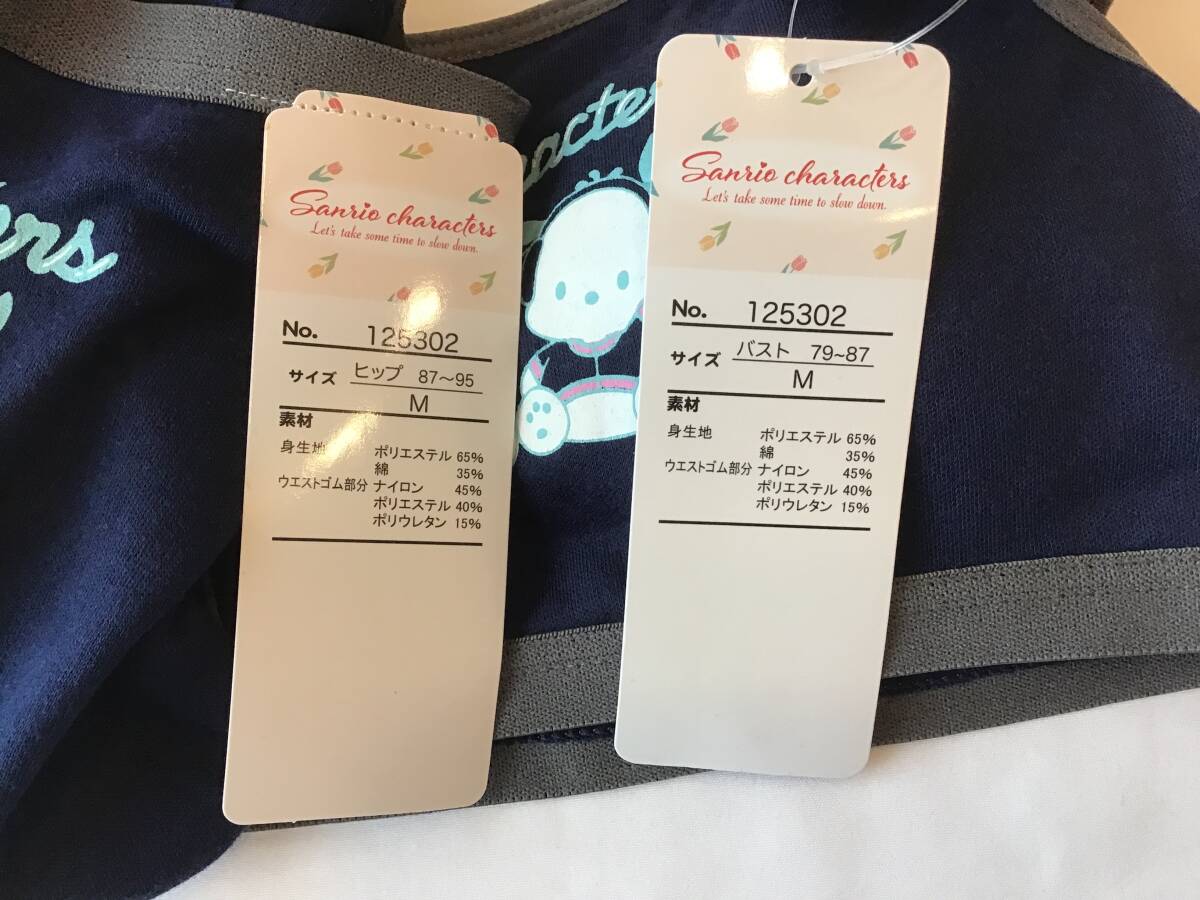 acters
ters
Sanrio characters
Let's take some time to slow down.
No. 125302
サイズ ヒップ 87～95
M
素材
身生地 ポリエステル 65%
綿 35%
ウエストゴム部分 ナイロン 45%
ポリエステル 40%
ポリウレタン 15%
Sanrio characters
Let's take some time to slow down.
No. 125302
サイズ バスト 79~87
M
素材
身生地 ポリエステル 65%
綿 35%
ウエストゴム部分 ナイロン 45%
ポリエステル 40%
ポリウレタン 15%